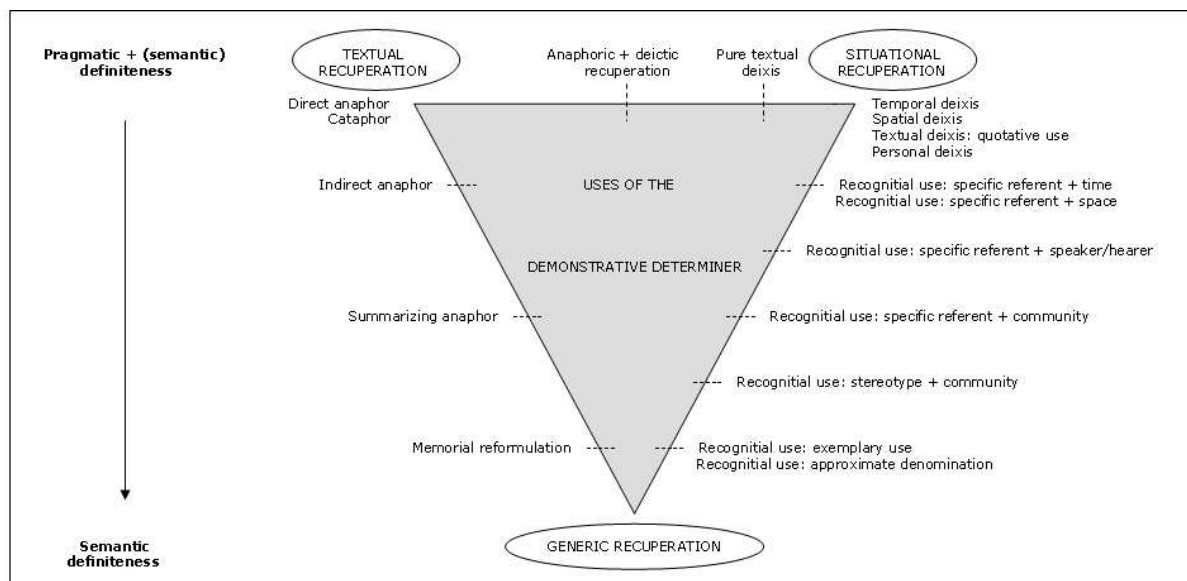 Pragmatic + (semantic)
definiteness
TEXTUAL
RECUPERATION
Anaphoric + deictic
recuperation
Pure textual
deixis
SITUATIONAL
RECUPERATION
Direct anaphor
Cataphor
Temporal deixis
Spatial deixis
Textual deixis: quotative use
Personal deixis
Indirect anaphor
USES OF THE
Recognitial use: specific referent + time
Recognitial use: specific referent + space
Recognitial use: specific referent + speaker/hearer
DEMONSTRATIVE DETERMINER
Summarizing anaphor
Recognitial use: specific referent + community
Recognitial use: stereotype + community
Memorial reformulation
Recognitial use: exemplary use
Recognitial use: approximate denomination
Semantic
definiteness
GENERIC RECUPERATION